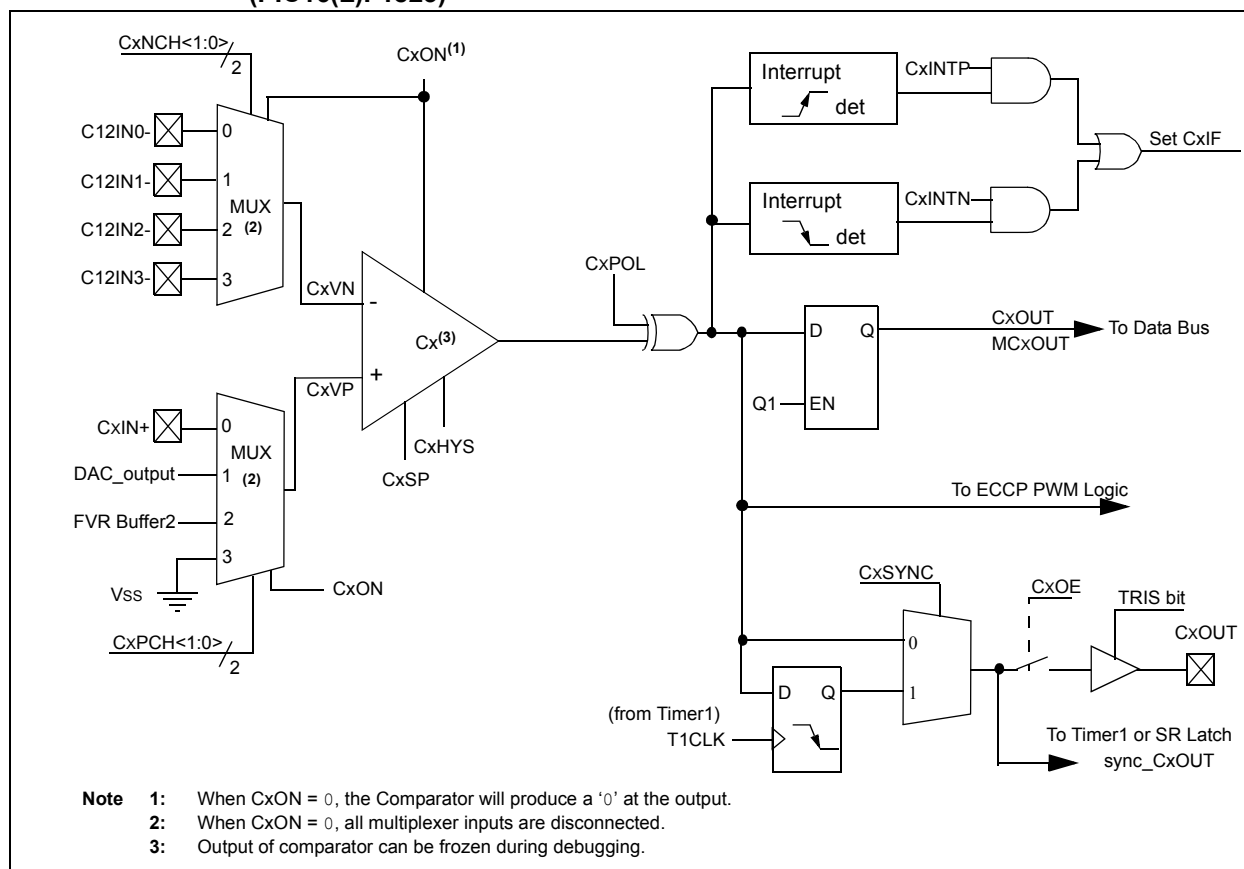 CxNCH<1:0>
2
CxON(1)
C12IN0-
0
C12IN1-
1
MUX
(2)
C12IN2-
2
C12IN3-
3
CxVN
-
Cx(3)
CxVP
+
CxHYS
CxSP
CxIN+
0
MUX
(2)
DAC_output
1
FVR Buffer2
2
3
VSS
CxON
CxPCH<1:0>
2
CxPOL
Interrupt
det
CxINTP
Interrupt
det
CxINTN
Set CxIF
D
Q
Q1
EN
CxOUT
MCxOUT
To Data Bus
To ECCP PWM Logic
CxSYNC
0
1
D
Q
(from Timer1)
T1CLK
CxOE
TRIS bit
CxOUT
To Timer1 or SR Latch
sync_CxOUT
Note 1: When CxON = 0, the Comparator will produce a ‘0’ at the output.
2: When CxON = 0, all multiplexer inputs are disconnected.
3: Output of comparator can be frozen during debugging.